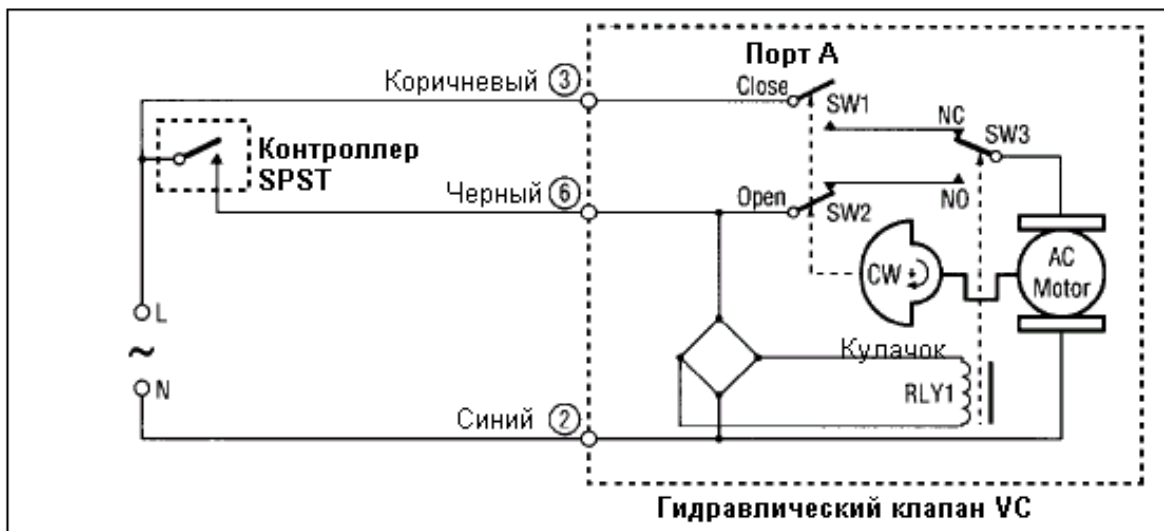 Порт А
Коричневый 3
Close
SW1
NC
SW3
Контроллер
SPST
Черный 6
Open
SW2
NO
CW
AC
Motor
L
~
N
Кулачок
RLY1
Синий 2
Гидравлический клапан VC